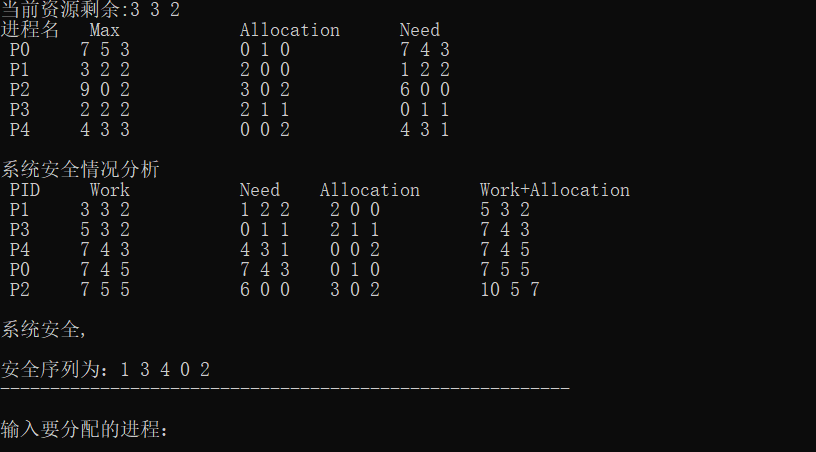 当前资源剩余:3 3 2
进程名 Max Allocation Need
P0 7 5 3 0 1 0 7 4 3
P1 3 2 2 2 0 0 1 2 2
P2 9 0 2 3 0 2 6 0 0
P3 2 2 2 2 1 1 0 1 1
P4 4 3 3 0 0 2 4 3 1
系统安全情况分析
PID Work Need Allocation Work+Allocation
P1 3 3 2 1 2 2 2 0 0 5 3 2
P3 5 3 2 0 1 1 2 1 1 7 4 3
P4 7 4 3 4 3 1 0 0 2 7 4 5
P0 7 4 5 7 4 3 0 1 0 7 5 5
P2 7 5 5 6 0 0 3 0 2 10 5 7
系统安全,
安全序列为: 1 3 4 0 2
---------------------------------------------------------
输入要分配的进程: